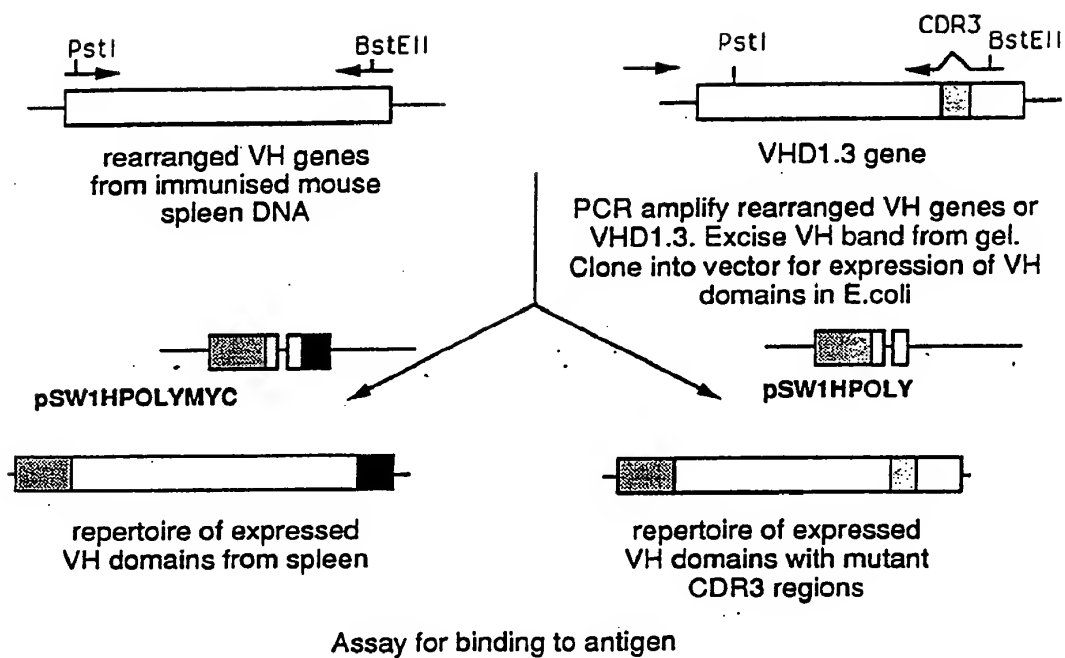 PstI
BstEII
rearranged VH genes
from immunised mouse
spleen DNA
PstI
CDR3
BstEII
VHD1.3 gene
PCR amplify rearranged VH genes or
VHD1.3. Excise VH band from gel.
Clone into vector for expression of VH
domains in E.coli
pSW1HPOLYMYC
pSW1HPOLY
repertoire of expressed
VH domains from spleen
repertoire of expressed
VH domains with mutant
CDR3 regions
Assay for binding to antigen